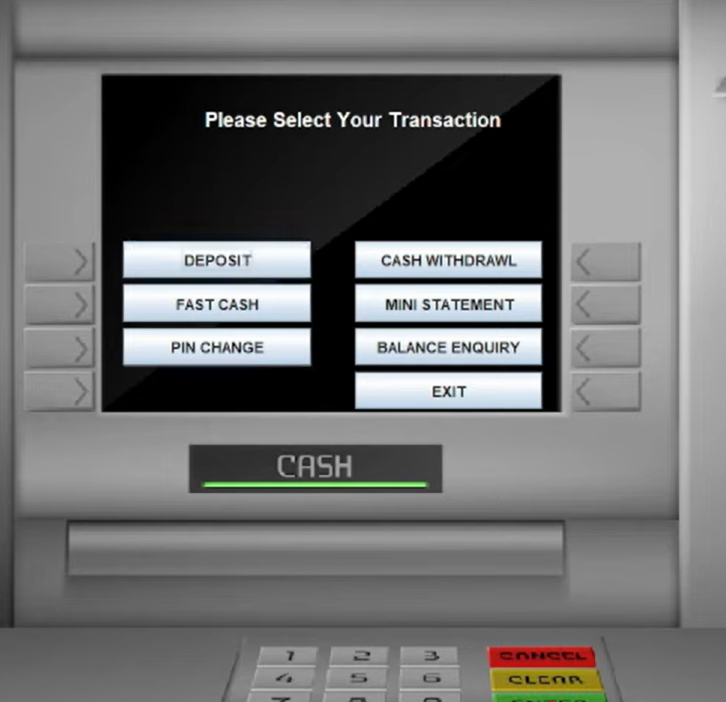 Please Select Your Transaction
DEPOSIT
CASH WITHDRAWL
FAST CASH
MINI STATEMENT
PIN CHANGE
BALANCE ENQUIRY
EXIT
CASH
1 2 3 CANCEL
4 5 6 CLEAR